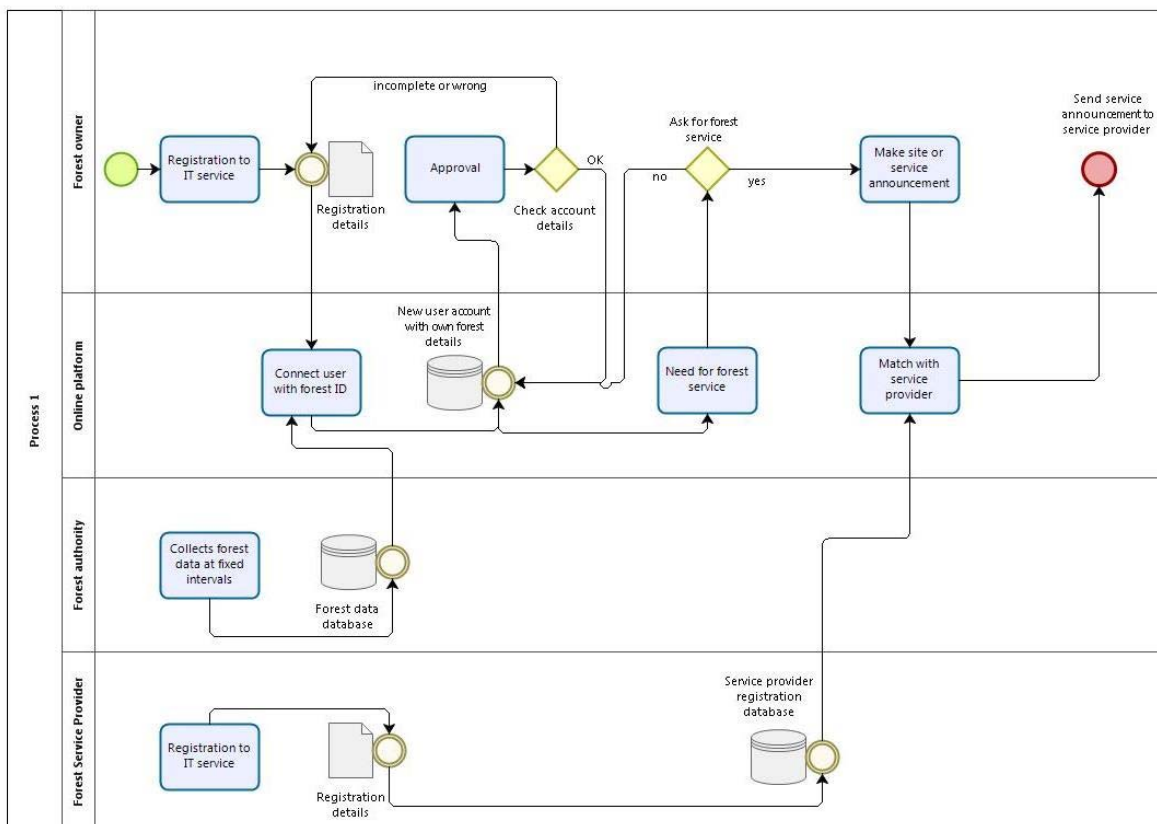 Process 1
Forest owner
incomplete or wrong
Registration to
IT service
Registration
details
Approval
OK
Check account
details
Ask for forest
service
no
yes
Make site or
service
announcement
Send service
announcement to
service provider
Online platform
Connect user
with forest ID
New user account
with own forest
details
Need for forest
service
Match with
service
provider
Forest authority
Collects forest
data at fixed
intervals
Forest data
database
Forest Service Provider
Registration to
IT service
Registration
details
Service provider
registration
database